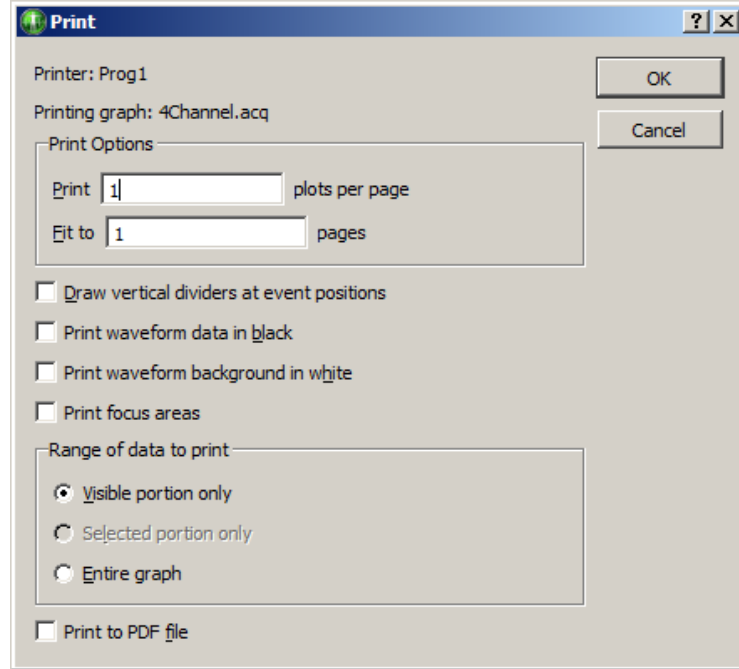 Print
Printer: Prog1
OK
Printing graph: 4Channel.acq
Cancel
Print Options
Print 1 plots per page
Fit to 1 pages
Draw vertical dividers at event positions
Print waveform data in black
Print waveform background in white
Print focus areas
Range of data to print
Visible portion only
Selected portion only
Entire graph
Print to PDF file